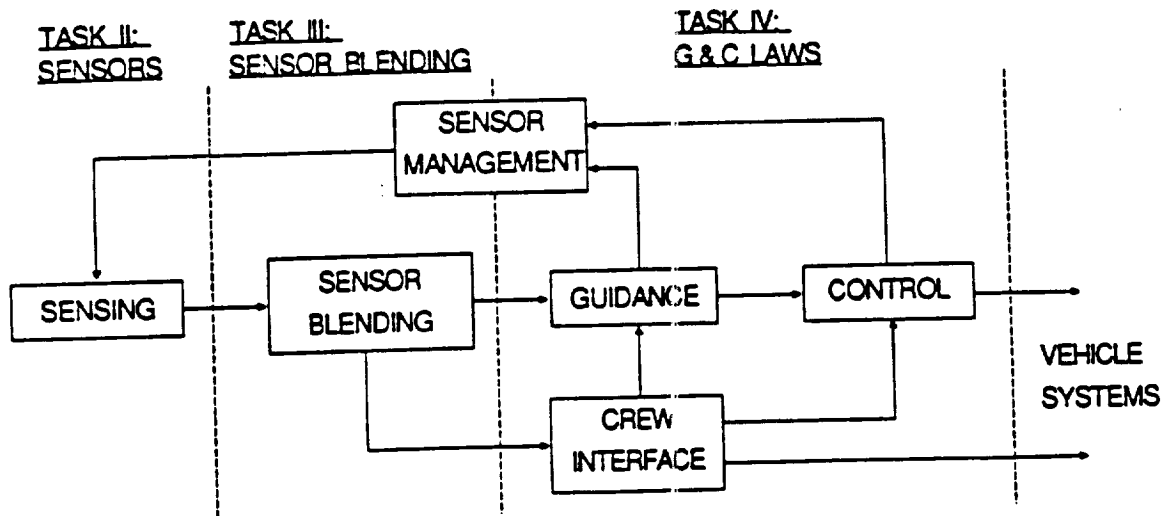 TASK II:
SENSORS
TASK III:
SENSOR BLENDING
TASK IV:
G & C LAWS
SENSOR
MANAGEMENT
SENSING
SENSOR
BLENDING
GUIDANCE
CONTROL
CREW
INTERFACE
VEHICLE
SYSTEMS